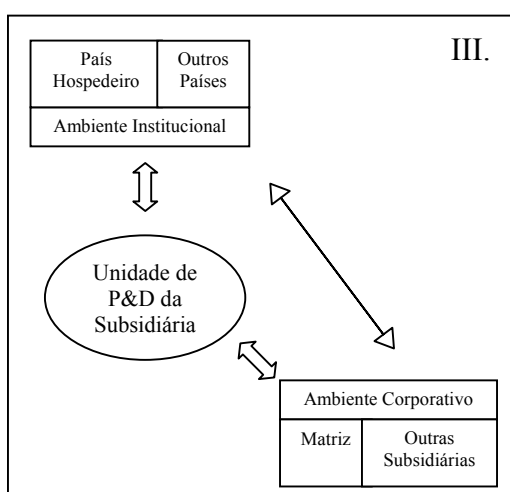 III.
País
Hospedeiro
Outros
Países
Ambiente Institucional
Unidade de
P&D da
Subsidiária
Ambiente Corporativo
Matriz
Outras
Subsidiárias